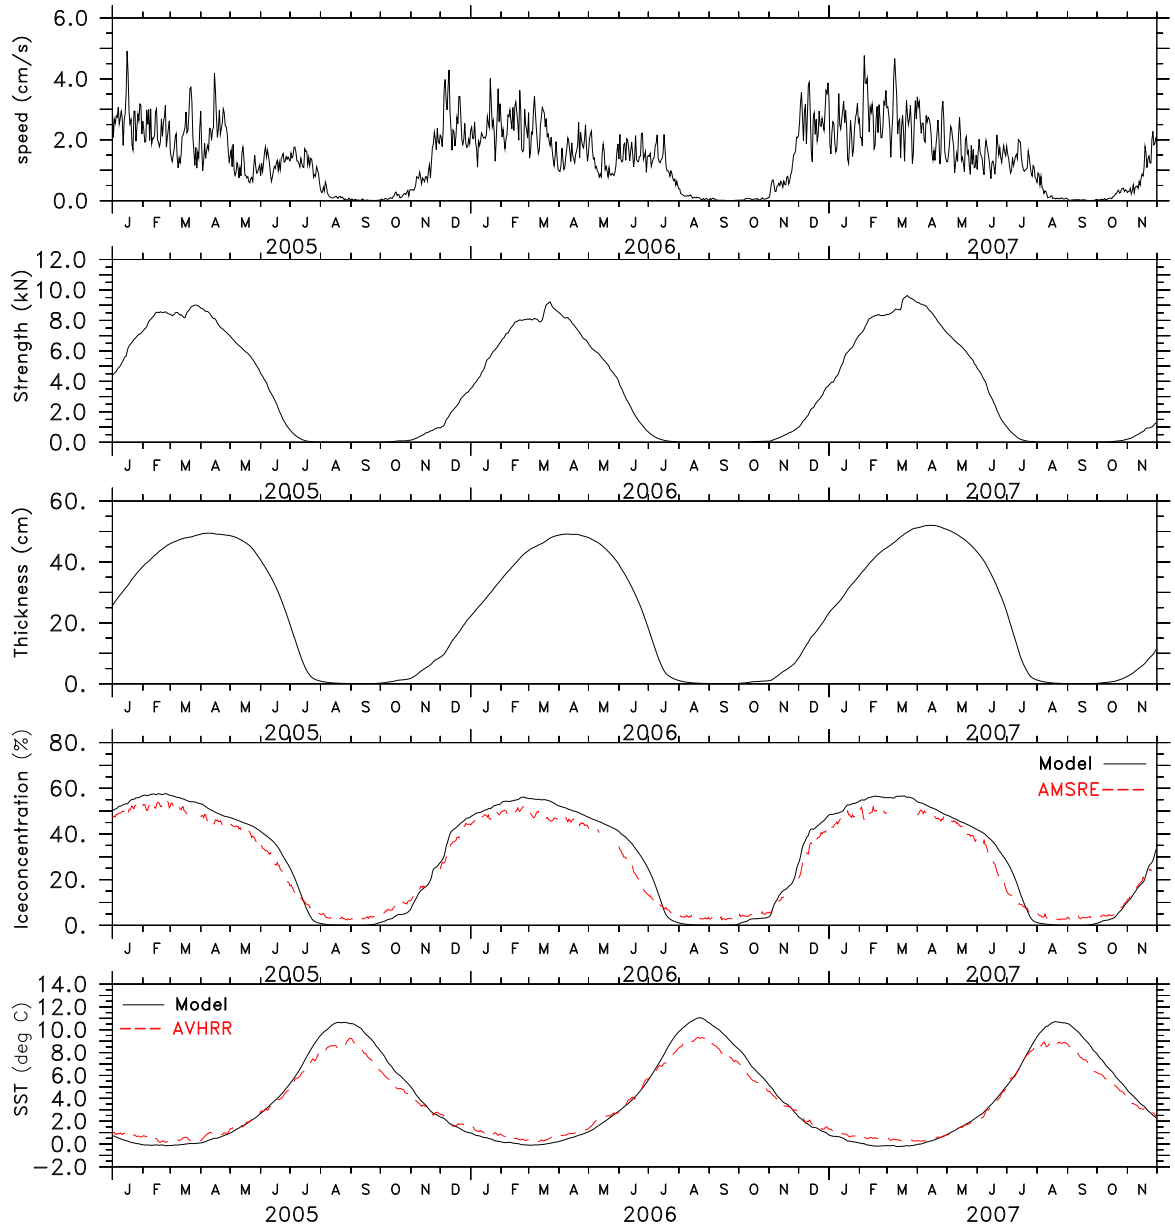 speed (cm/s)
6.0
4.0
2.0
0.0
J F M A M J J A S O N D J F M A M J J A S O N D J F M A M J J A S O N
2005 2006 2007
Strength (kN)
12.0
10.0
8.0
6.0
4.0
2.0
0.0
J F M A M J J A S O N D J F M A M J J A S O N D J F M A M J J A S O N
2005 2006 2007
Thickness (cm)
60.
40.
20.
0.
J F M A M J J A S O N D J F M A M J J A S O N D J F M A M J J A S O N
2005 2006 2007
Iceconcentration (%)
80.
60.
40.
20.
0.
Model
AMSRE
J F M A M J J A S O N D J F M A M J J A S O N D J F M A M J J A S O N
2005 2006 2007
SST (deg C)
14.0
12.0
10.0
8.0
6.0
4.0
2.0
0.0
-2.0
Model
AVHRR
J F M A M J J A S O N D J F M A M J J A S O N D J F M A M J J A S O N
2005 2006 2007